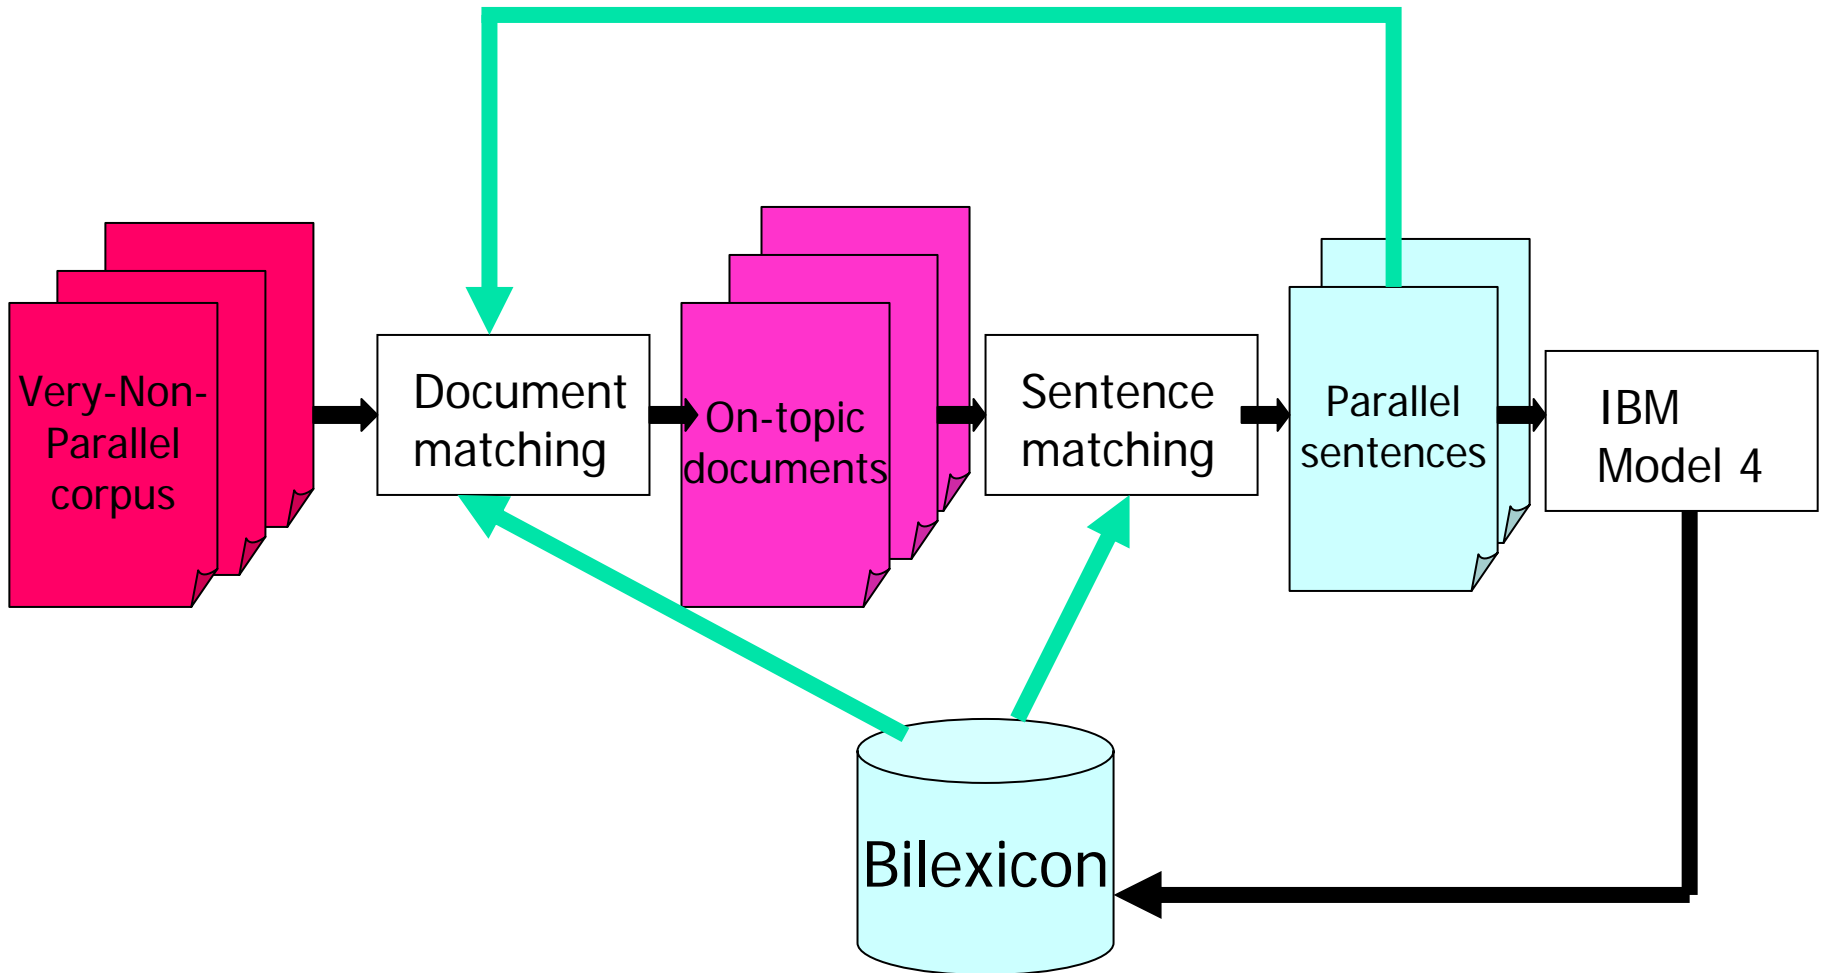 Very-Non-
Parallel
corpus
Document
matching
On-topic
documents
Sentence
matching
Parallel
sentences
IBM
Model 4
Bilexicon